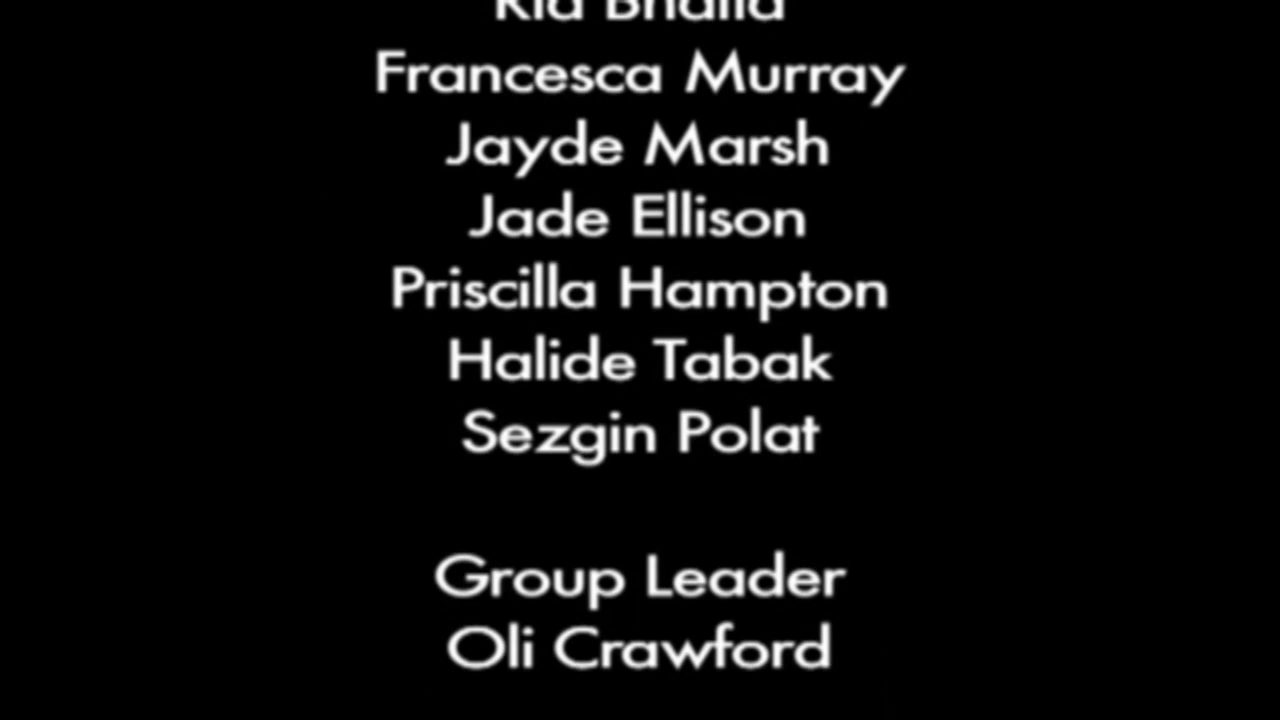 Francesca Murray
Jayde Marsh
Jade Ellison
Priscilla Hampton
Halide Tabak
Sezgin Polat
Group Leader
Oli Crawford